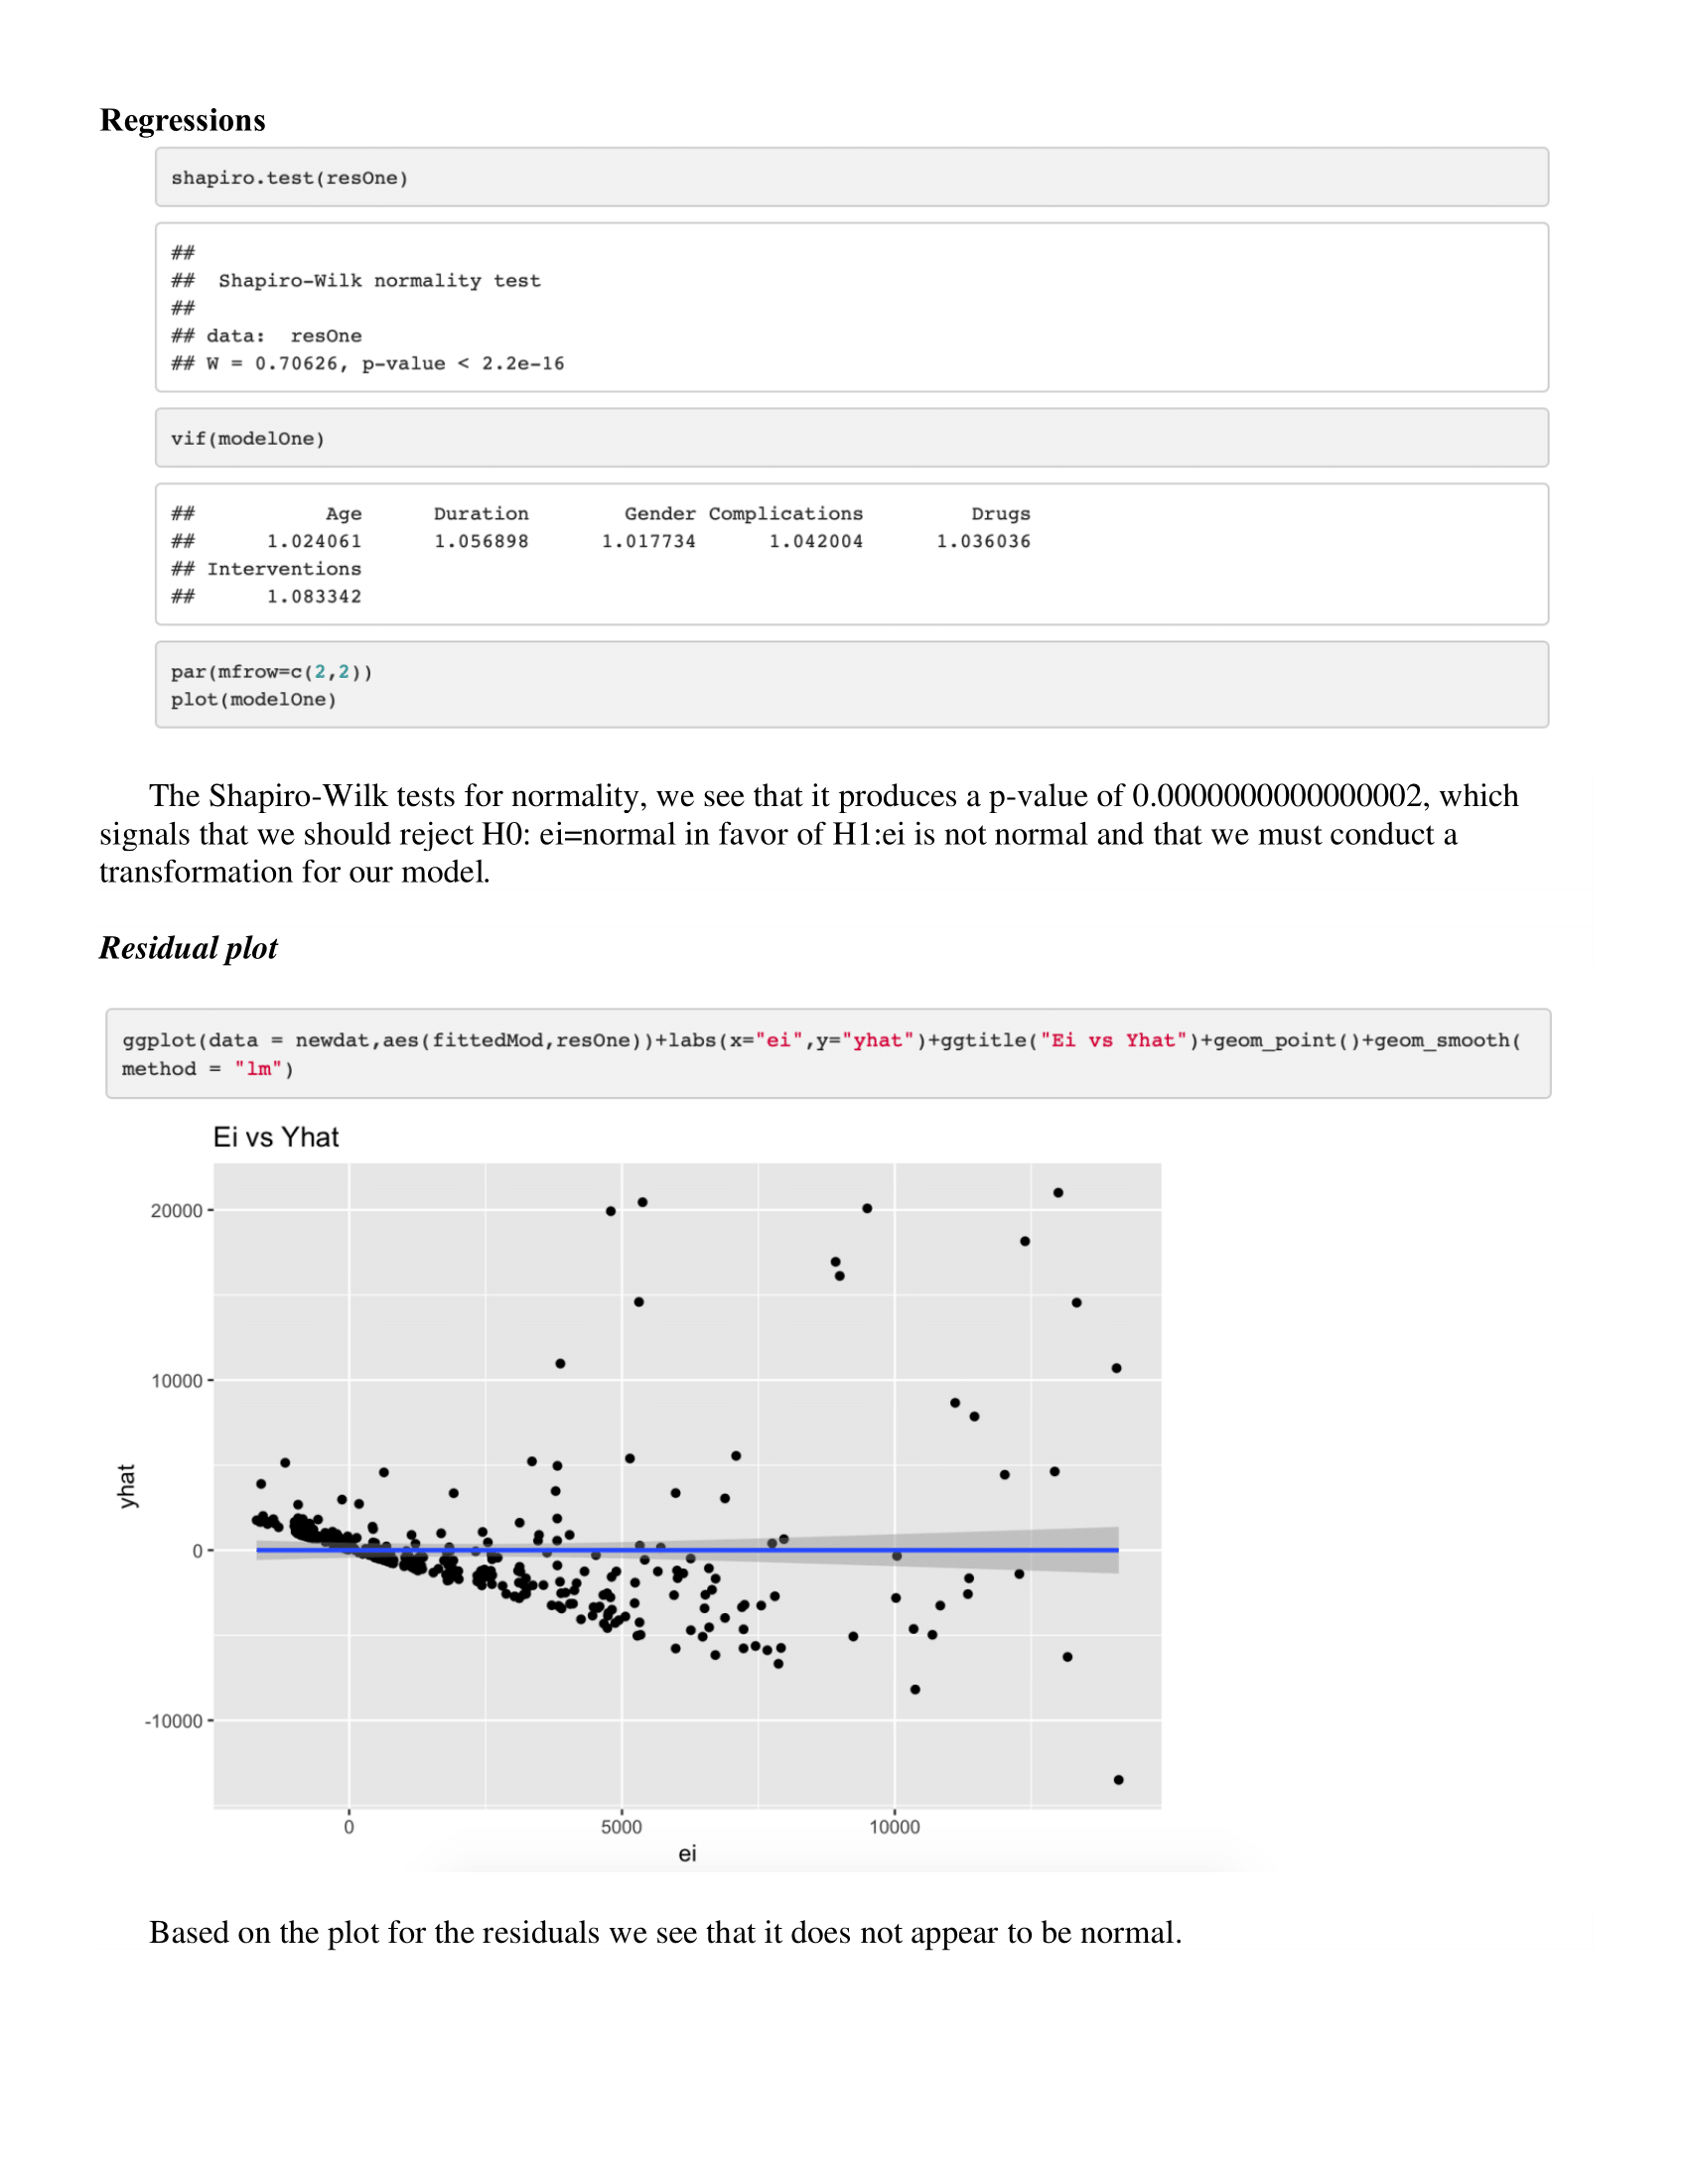 Regressions
shapiro.test(resOne)
##
##  Shapiro-Wilk normality test
##
## data:  resOne
## W = 0.70626, p-value < 2.2e-16
vif(modelOne)
##           Age      Duration        Gender Complications         Drugs
##      1.024061      1.056898      1.017734      1.042004      1.036036
## Interventions
##      1.083342
par(mfrow=c(2,2))
plot(modelOne)
The Shapiro-Wilk tests for normality, we see that it produces a p-value of 0.0000000000000002, which
signals that we should reject H0: ei=normal in favor of H1:ei is not normal and that we must conduct a
transformation for our model.
Residual plot
ggplot(data = newdat,aes(fittedMod,resOne))+labs(x="ei",y="yhat")+ggtitle("Ei vs Yhat")+geom_point()+geom_smooth(
method = "lm")
Ei vs Yhat
20000
10000
0
-10000
yhat
0 5000 10000
ei
Based on the plot for the residuals we see that it does not appear to be normal.